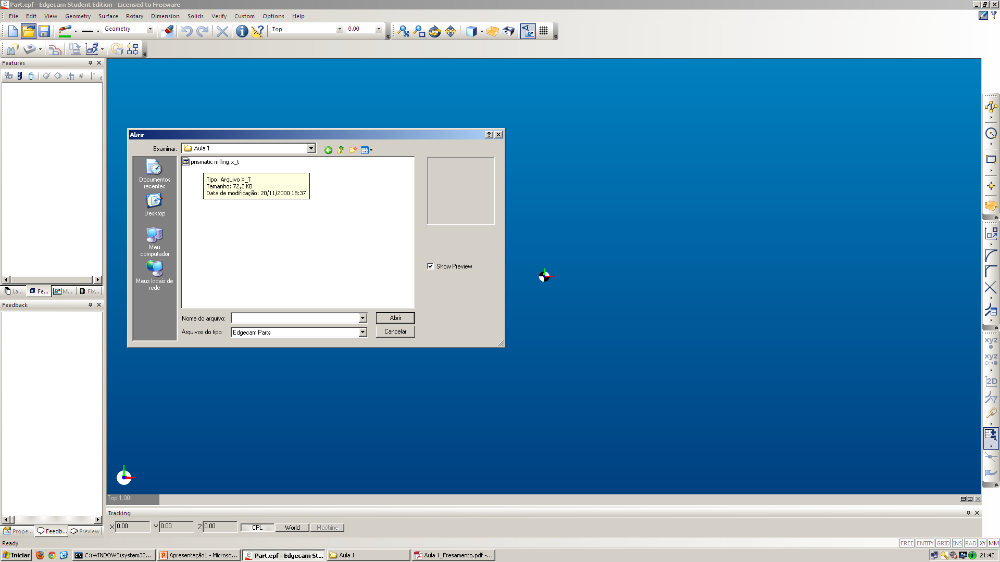 Part.epf - Edgecam Student Edition - Licensed to Freeware
File Edit View Geometry Surface Rotary Dimension Solids Verify Custom Options Help
Geometry
Top
0.00
Features
La...
Fe...
M...
Fix...
Feedback
Prope...
Feedb...
Preview
Abrir
Examinar:
Aula 1
Documentos recentes
Desktop
Meu computador
Meus locais de rede
prismatic milling.x_t
Tipo: Arquivo X_T
Tamanho: 72,2 KB
Data de modificação: 20/11/2000 18:37
Show Preview
Nome do arquivo:
Abrir
Arquivos do tipo:
Edgecam Parts
Cancelar
xyz
xyz
2D
Top 1.00
Tracking
X 0.00
Y 0.00
Z 0.00
CPL
World
Machine
Ready
FREE ENTITY GRID INS RAD XY MM
Iniciar
C:\WINDOWS\system32...
Apresentação1 - Microso...
Part.epf - Edgecam St...
Aula 1
Aula 1_Fresamento.pdf -...
21:42